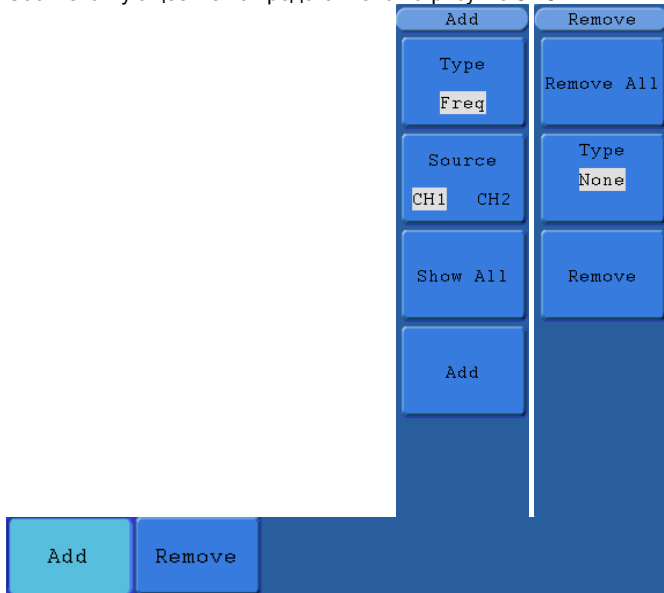 Add
Type
Freq
Source
CH1 CH2
Show All
Add
Remove
Remove All
Type
None
Remove
Add Remove